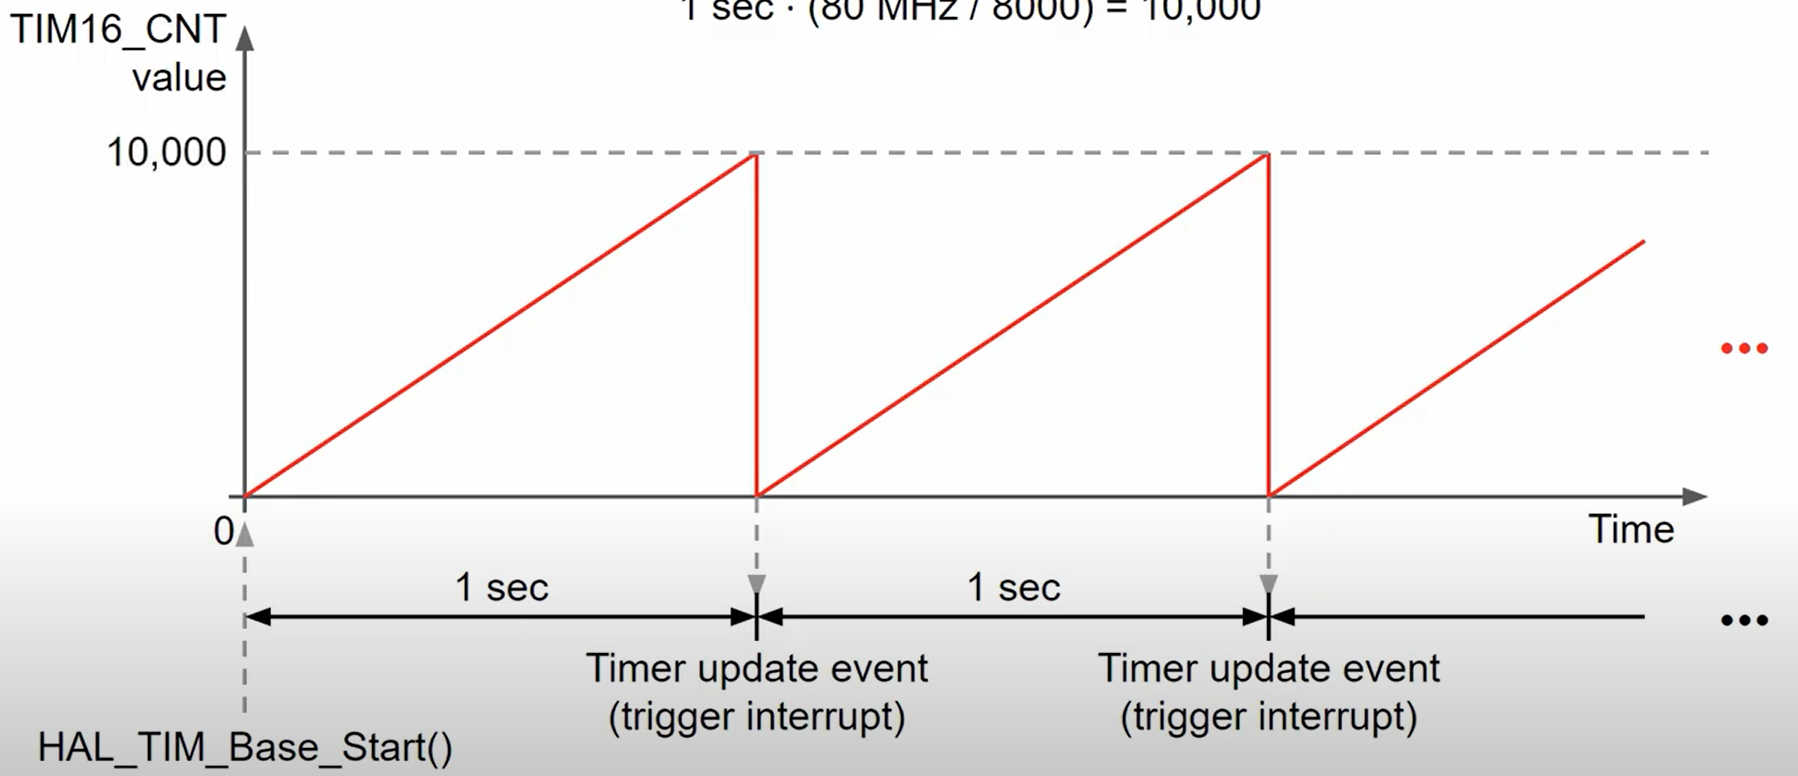 1 sec · (80 MHz / 8000) = 10,000
TIM16_CNT
value
10,000
•••
0
Time
1 sec
1 sec
•••
Timer update event
(trigger interrupt)
Timer update event
(trigger interrupt)
HAL_TIM_Base_Start()